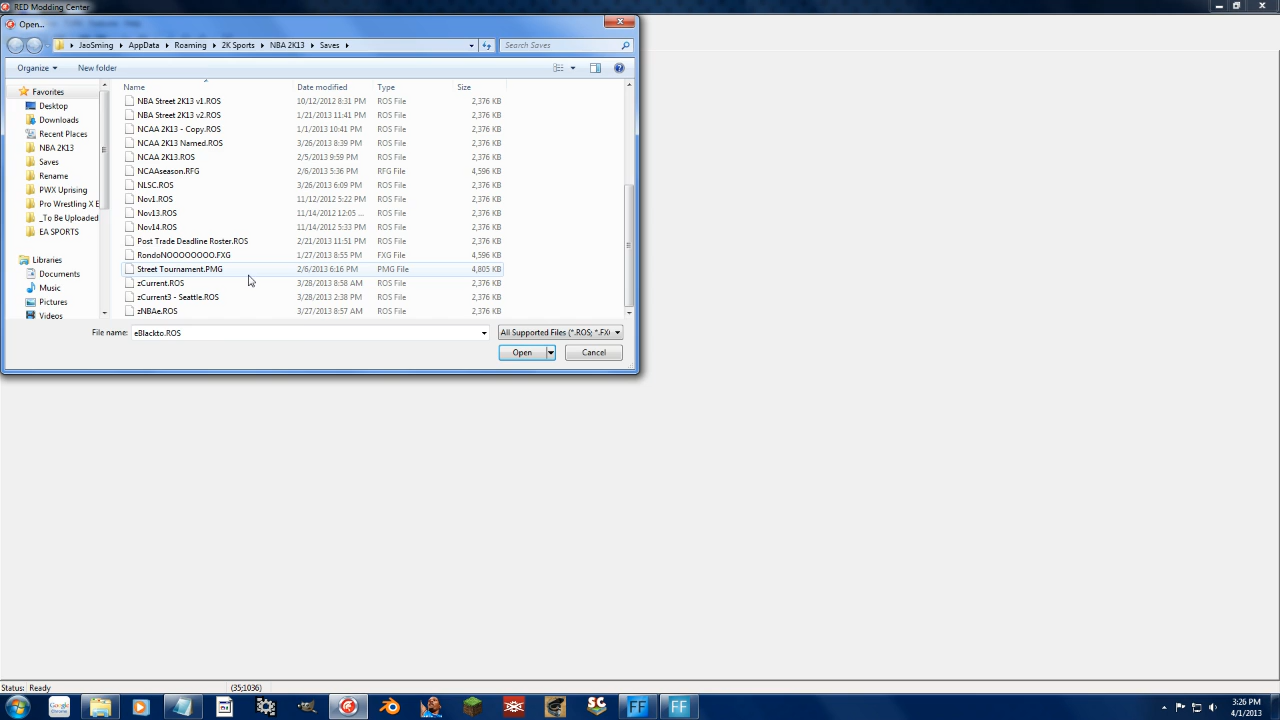 RED Modding Center
Open...
JaoSming AppData Roaming 2K Sports NBA 2K13 Saves Search Saves
Organize New folder
Favorites
Desktop
Downloads
Recent Places
NBA 2K13
Saves
Rename
PWX Uprising
Pro Wrestling X E
_To Be Uploaded
EA SPORTS
Libraries
Documents
Music
Pictures
Videos
Name Date modified Type Size
NBA Street 2K13 v1.ROS 10/12/2012 8:31 PM ROS File 2,376 KB
NBA Street 2K13 v2.ROS 1/21/2013 11:41 PM ROS File 2,376 KB
NCAA 2K13 - Copy.ROS 1/1/2013 10:41 PM ROS File 2,376 KB
NCAA 2K13 Named.ROS 3/26/2013 8:39 PM ROS File 2,376 KB
NCAA 2K13.ROS 2/5/2013 9:59 PM ROS File 2,376 KB
NCAAseason.RFG 2/6/2013 5:36 PM RFG File 4,596 KB
NLSC.ROS 3/26/2013 6:09 PM ROS File 2,376 KB
Nov1.ROS 11/12/2012 5:22 PM ROS File 2,376 KB
Nov13.ROS 11/14/2012 12:05 ... ROS File 2,376 KB
Nov14.ROS 11/14/2012 5:33 PM ROS File 2,376 KB
Post Trade Deadline Roster.ROS 2/21/2013 11:51 PM ROS File 2,376 KB
RondoNOOOOOOOO.FXG 1/27/2013 8:55 PM FXG File 4,596 KB
Street Tournament.PMG 2/6/2013 6:16 PM PMG File 4,805 KB
zCurrent.ROS 3/28/2013 8:58 AM ROS File 2,376 KB
zCurrent3 - Seattle.ROS 3/28/2013 2:38 PM ROS File 2,376 KB
zNBAe.ROS 3/27/2013 8:57 AM ROS File 2,376 KB
File name: eBlackto.ROS All Supported Files (*.ROS; *.FX
Open Cancel
Status: Ready (35;1036)
Google Chrome FF FF SC
3:26 PM
4/1/2013